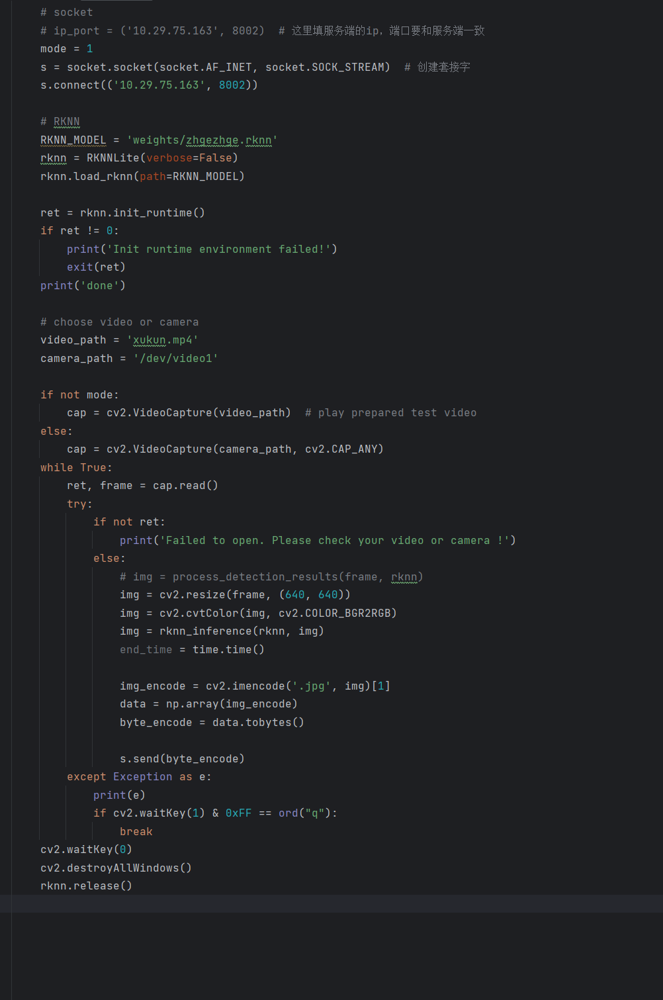 # socket
# ip_port = ('10.29.75.163', 8002)  # 这里填服务端的ip，端口要和服务端一致
mode = 1
s = socket.socket(socket.AF_INET, socket.SOCK_STREAM)  # 创建套接字
s.connect(('10.29.75.163', 8002))
# RKNN
RKNN_MODEL = 'weights/zhgezhge.rknn'
rknn = RKNNLite(verbose=False)
rknn.load_rknn(path=RKNN_MODEL)
ret = rknn.init_runtime()
if ret != 0:
    print('Init runtime environment failed!')
    exit(ret)
print('done')
# choose video or camera
video_path = 'xukun.mp4'
camera_path = '/dev/video1'
if not mode:
    cap = cv2.VideoCapture(video_path)  # play prepared test video
else:
    cap = cv2.VideoCapture(camera_path, cv2.CAP_ANY)
while True:
    ret, frame = cap.read()
    try:
        if not ret:
            print('Failed to open. Please check your video or camera !')
        else:
            # img = process_detection_results(frame, rknn)
            img = cv2.resize(frame, (640, 640))
            img = cv2.cvtColor(img, cv2.COLOR_BGR2RGB)
            img = rknn_inference(rknn, img)
            end_time = time.time()
            img_encode = cv2.imencode('.jpg', img)[1]
            data = np.array(img_encode)
            byte_encode = data.tobytes()
            s.send(byte_encode)
    except Exception as e:
        print(e)
        if cv2.waitKey(1) & 0xFF == ord("q"):
            break
cv2.waitKey(0)
cv2.destroyAllWindows()
rknn.release()